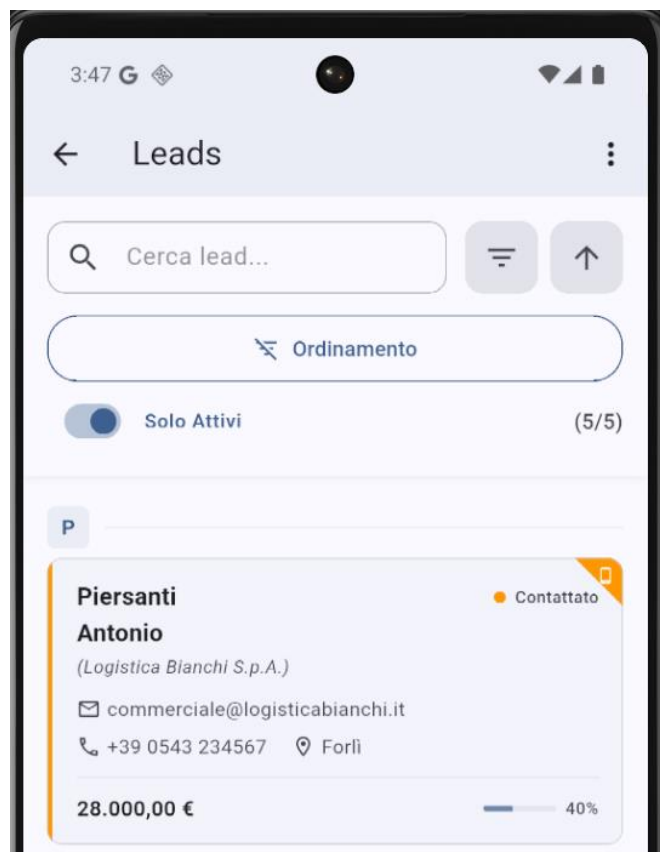 3:47 G
Leads
Cerca lead...
Ordinamento
Solo Attivi (5/5)
P
Piersanti
Antonio
Contattato
(Logistica Bianchi S.p.A.)
commerciale@logisticabianchi.it
+39 0543 234567 Forlì
28.000,00 € 40%